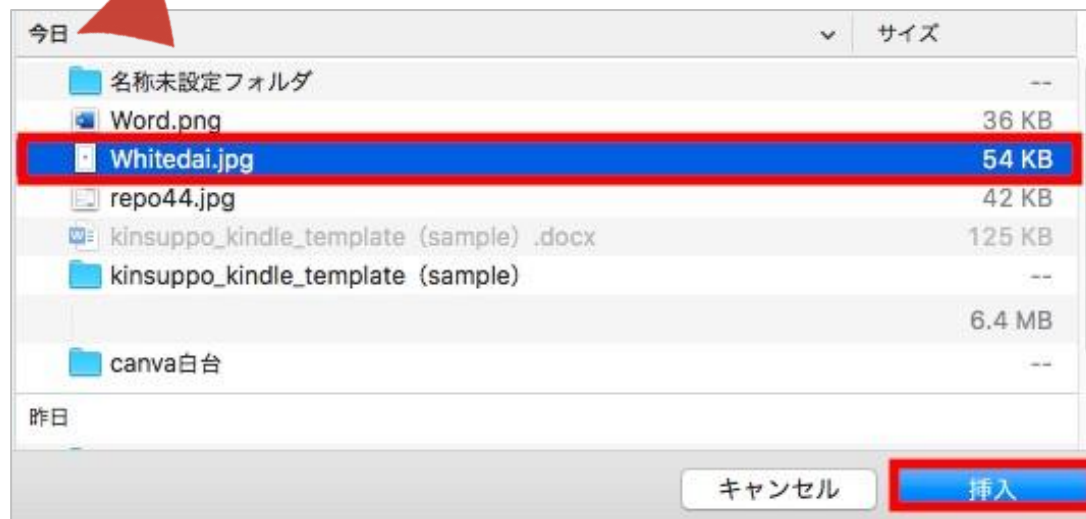 今日 サイズ
名称未設定フォルダ --
Word.png 36 KB
Whitedai.jpg 54 KB
repo44.jpg 42 KB
kinsuppo_kindle_template（sample）.docx 125 KB
kinsuppo_kindle_template（sample） --
6.4 MB
canva白台 --
昨日
キャンセル 挿入